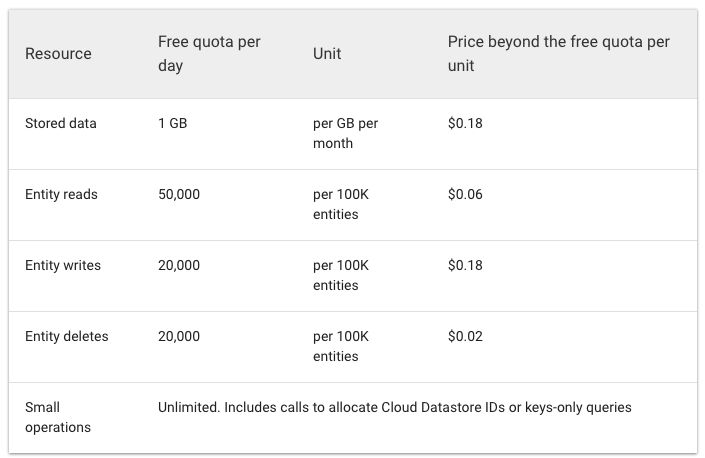 Resource
Free quota per
day
Unit
Price beyond the free quota per
unit
Stored data
1 GB
per GB per
month
$0.18
Entity reads
50,000
per 100K
entities
$0.06
Entity writes
20,000
per 100K
entities
$0.18
Entity deletes
20,000
per 100K
entities
$0.02
Small
operations
Unlimited. Includes calls to allocate Cloud Datastore IDs or keys-only queries